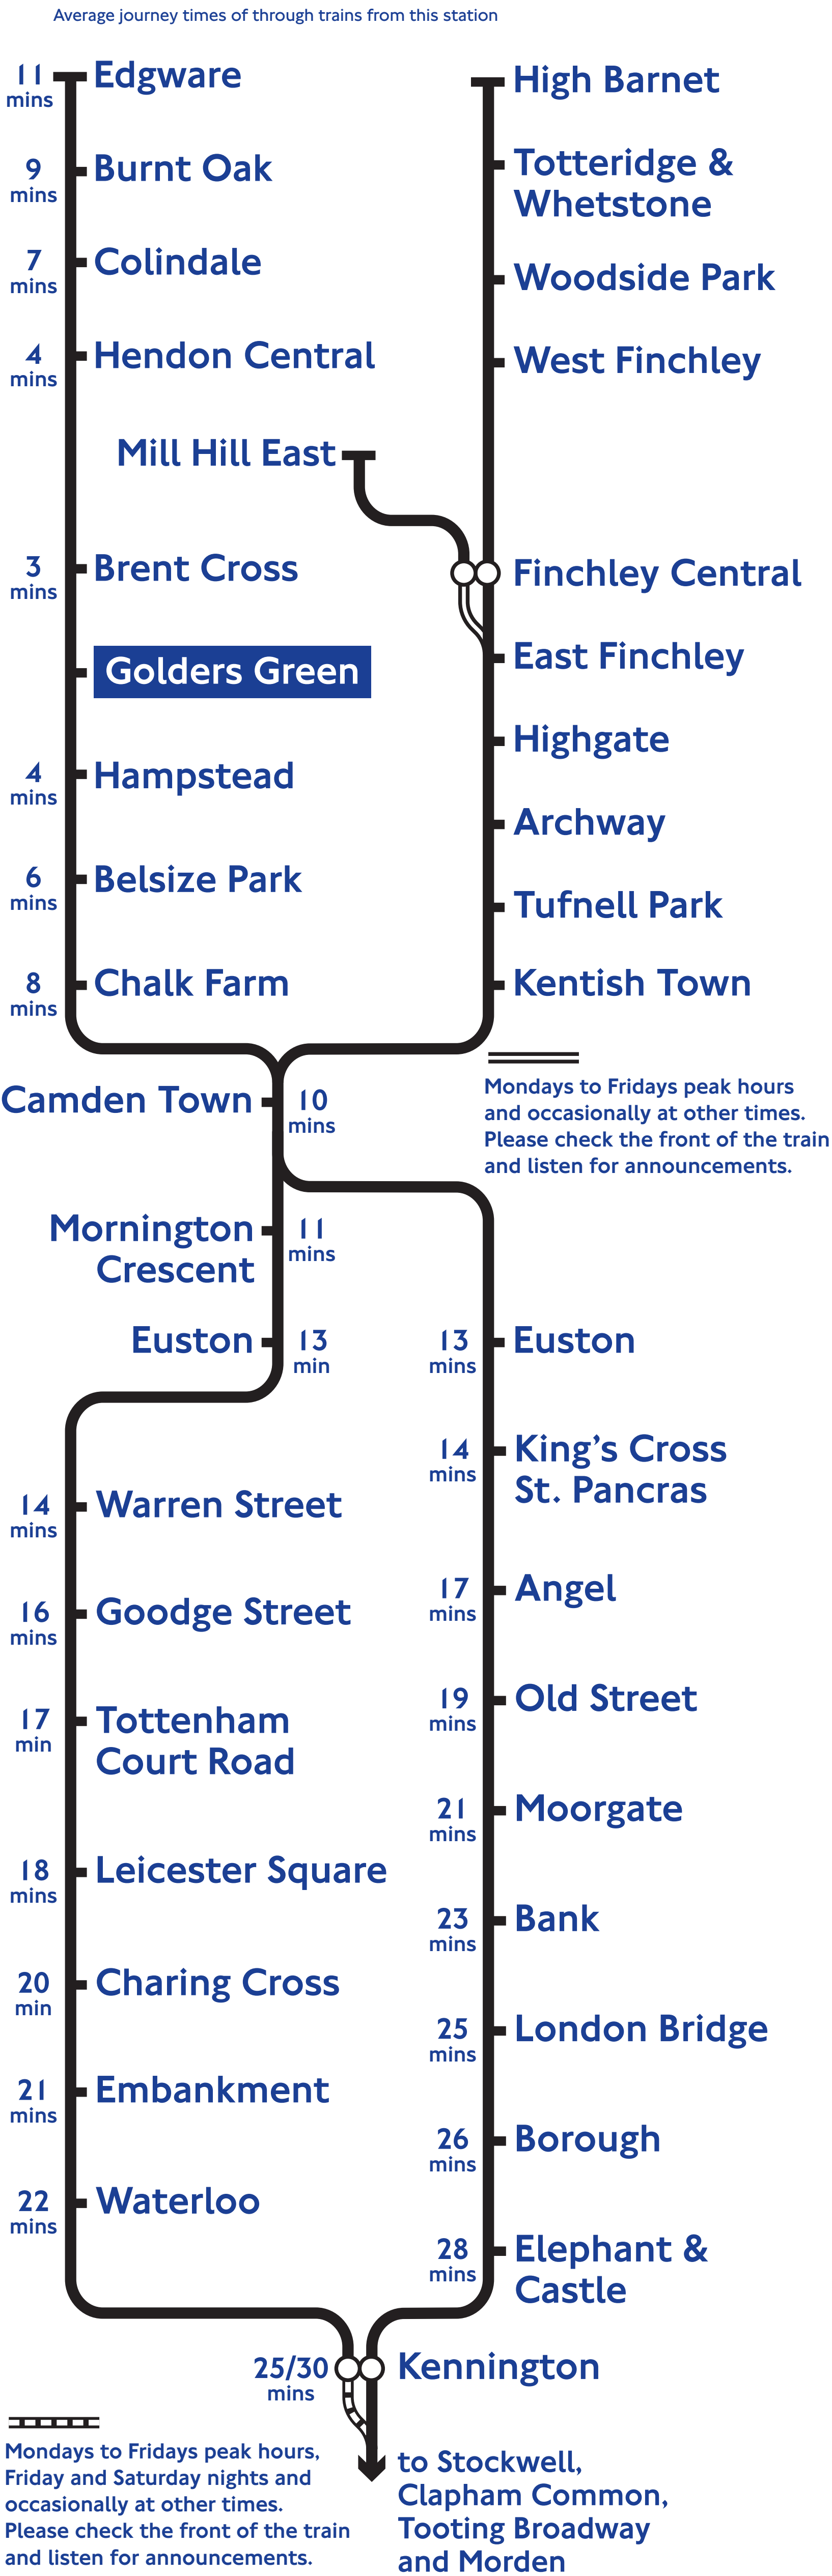 Average journey times of through trains from this station
11
mins
Edgware
9
mins
Burnt Oak
7
mins
Colindale
4
mins
Hendon Central
Mill Hill East
3
mins
Brent Cross
Golders Green
4
mins
Hampstead
6
mins
Belsize Park
8
mins
Chalk Farm
High Barnet
Totteridge &
Whetstone
Woodside Park
West Finchley
Finchley Central
East Finchley
Highgate
Archway
Tufnell Park
Kentish Town
Mondays to Fridays peak hours
and occasionally at other times.
Please check the front of the train
and listen for announcements.
Camden Town
10
mins
Mornington
Crescent
11
mins
Euston
13
min
14
mins
Warren Street
16
mins
Goodge Street
17
min
Tottenham
Court Road
18
mins
Leicester Square
20
min
Charing Cross
21
mins
Embankment
22
mins
Waterloo
13
mins
Euston
14
mins
King's Cross
St. Pancras
17
mins
Angel
19
mins
Old Street
21
mins
Moorgate
23
mins
Bank
25
mins
London Bridge
26
mins
Borough
28
mins
Elephant &
Castle
25/30
mins
Kennington
Mondays to Fridays peak hours,
Friday and Saturday nights and
occasionally at other times.
Please check the front of the train
and listen for announcements.
to Stockwell,
Clapham Common,
Tooting Broadway
and Morden